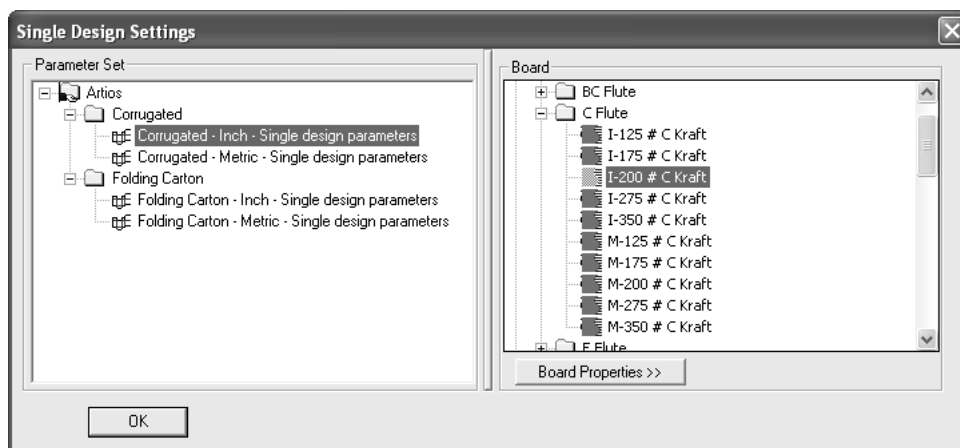 Single Design Settings
Parameter Set
Artios
Corrugated
Corrugated - Inch - Single design parameters
Corrugated - Metric - Single design parameters
Folding Carton
Folding Carton - Inch - Single design parameters
Folding Carton - Metric - Single design parameters
Board
BC Flute
C Flute
I-125 # C Kraft
I-175 # C Kraft
I-200 # C Kraft
I-275 # C Kraft
I-350 # C Kraft
M-125 # C Kraft
M-175 # C Kraft
M-200 # C Kraft
M-275 # C Kraft
M-350 # C Kraft
Flute
Board Properties >>
OK